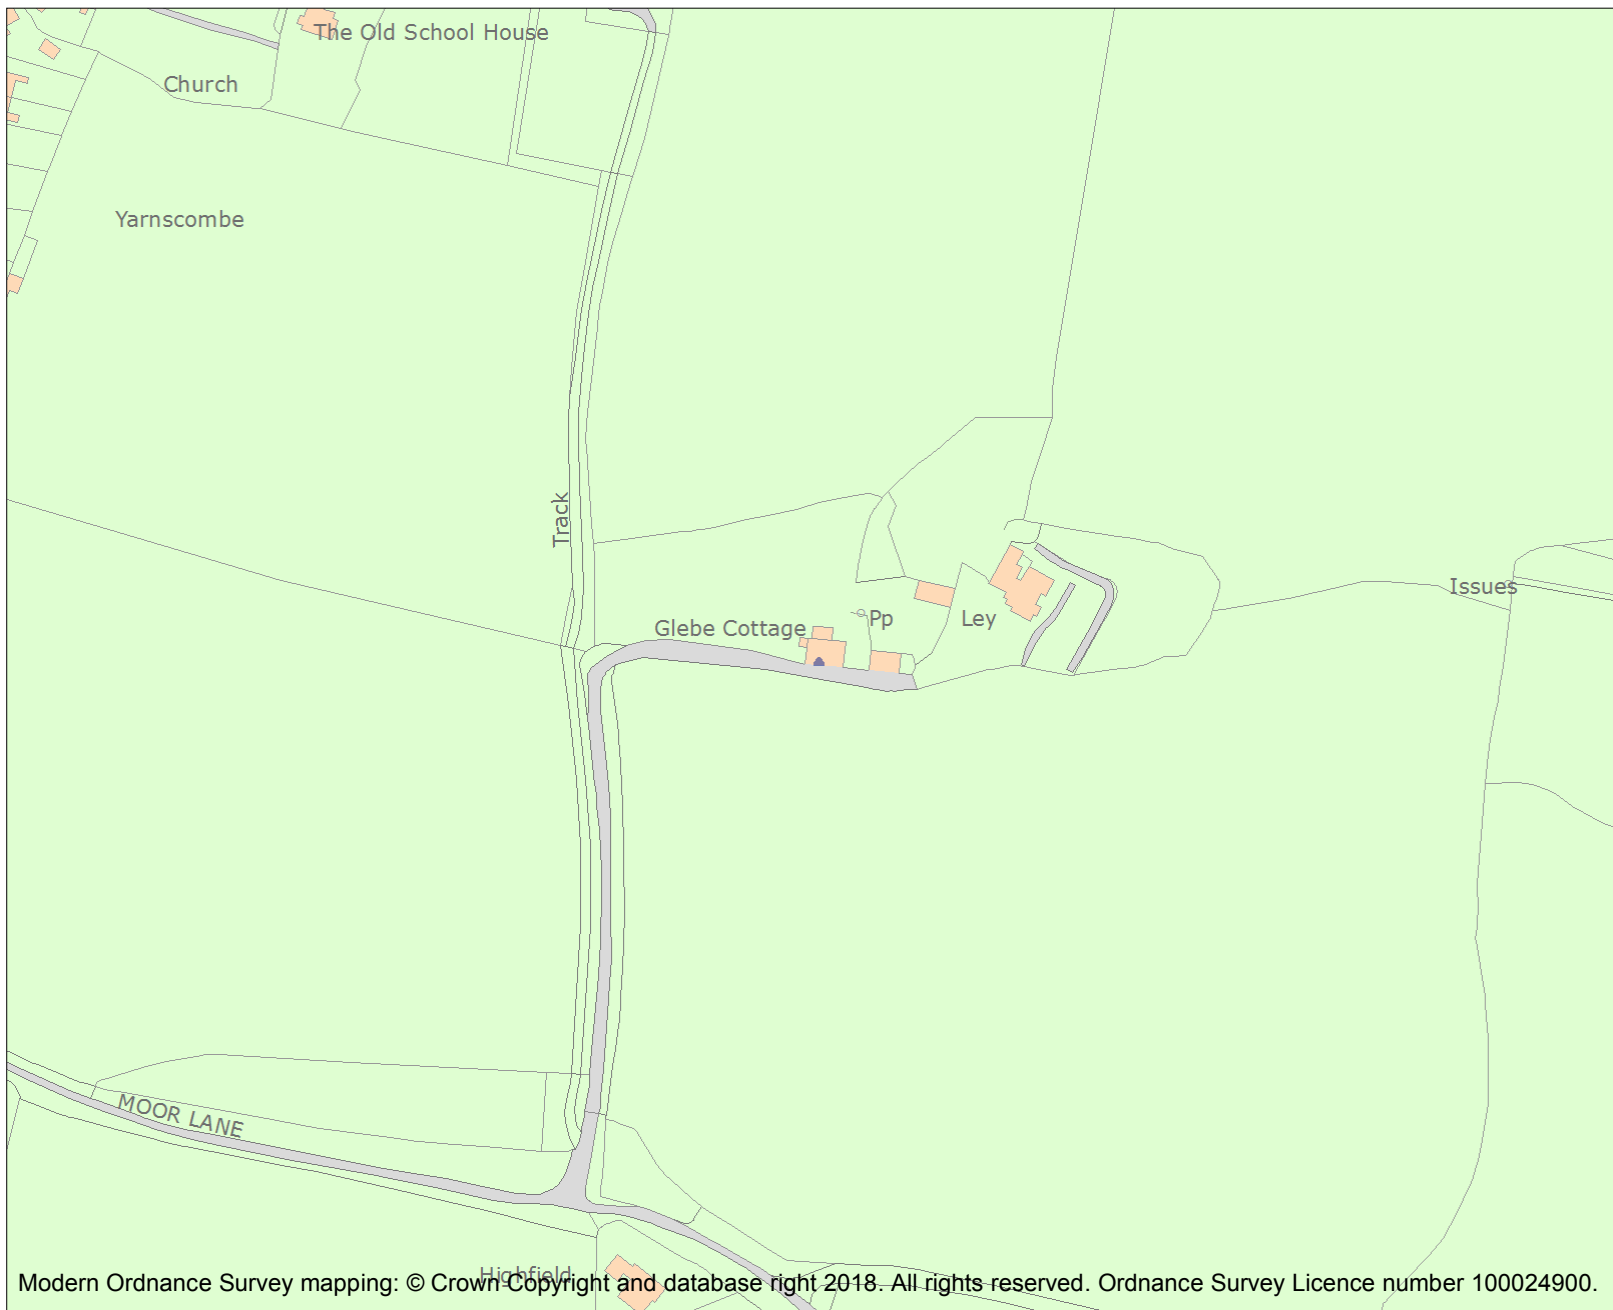 The Old School House
Church
Yarnscombe
Track
Issues
Pp
Ley
Glebe Cottage
MOOR LANE
Highfield
Modern Ordnance Survey mapping: © Crown Copyright and database right 2018. All rights reserved. Ordnance Survey Licence number 100024900.